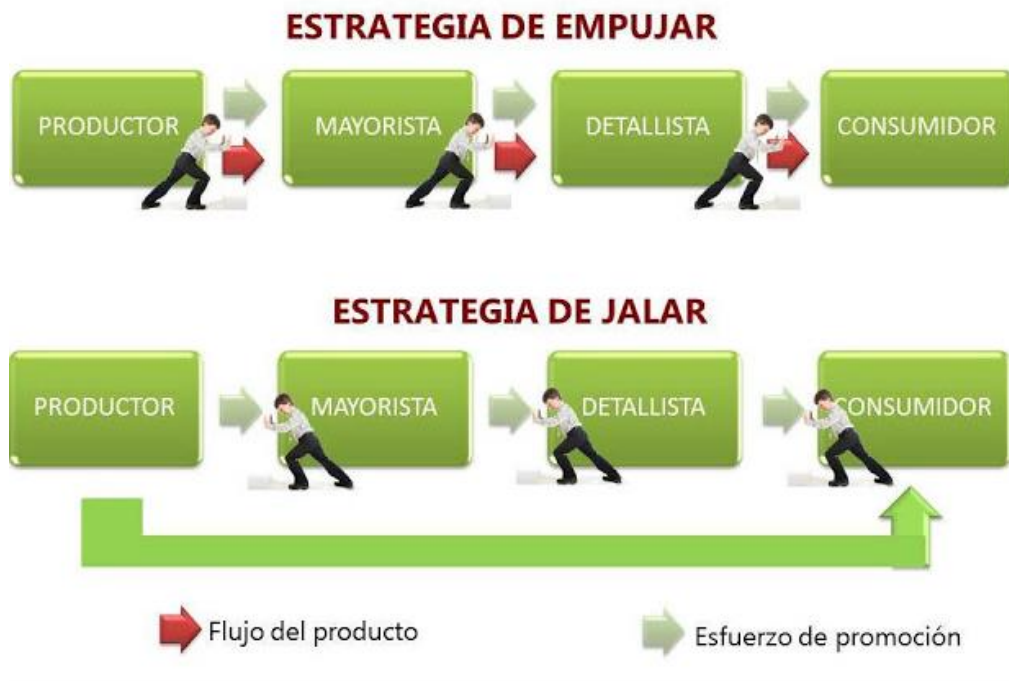 ESTRATEGIA DE EMPUJAR
PRODUCTOR
MAYORISTA
DETALLISTA
CONSUMIDOR
ESTRATEGIA DE JALAR
PRODUCTOR
MAYORISTA
DETALLISTA
CONSUMIDOR
Flujo del producto
Esfuerzo de promoción